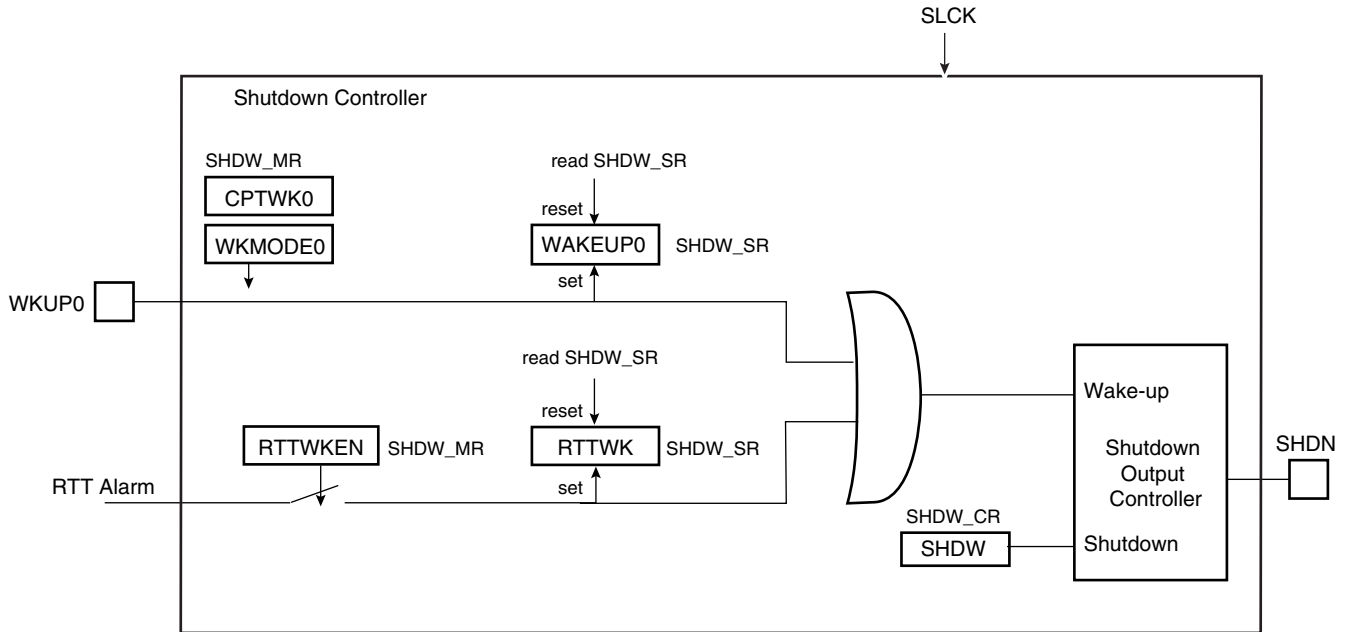 SLCK
Shutdown Controller
SHDW_MR
CPTWK0
WKMODE0
read SHDW_SR
reset
WAKEUP0
SHDW_SR
set
WKUP0
read SHDW_SR
reset
RTTWKEN
SHDW_MR
RTTWK
SHDW_SR
set
RTT Alarm
Wake-up
Shutdown
Output
Controller
SHDN
SHDW_CR
SHDW
Shutdown